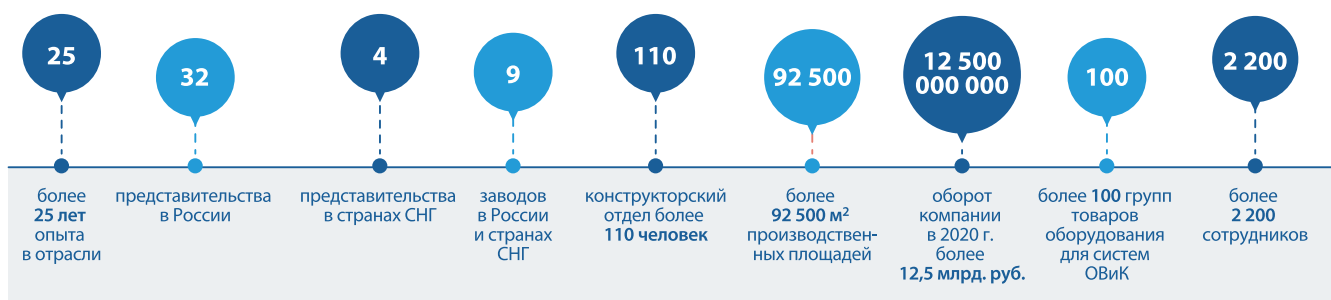 25
более
25 лет
опыта
в отрасли
32
представительства
в России
4
представительства
в странах СНГ
9
заводов
в России
и странах
СНГ
110
конструкторский
отдел более
110 человек
92 500
более
92 500 м²
производствен-
ных площадей
12 500
000 000
оборот
компании
в 2020 г.
более
12,5 млрд. руб.
100
более 100 групп
товаров
оборудования
для систем
ОВиК
2 200
более
2 200
сотрудников